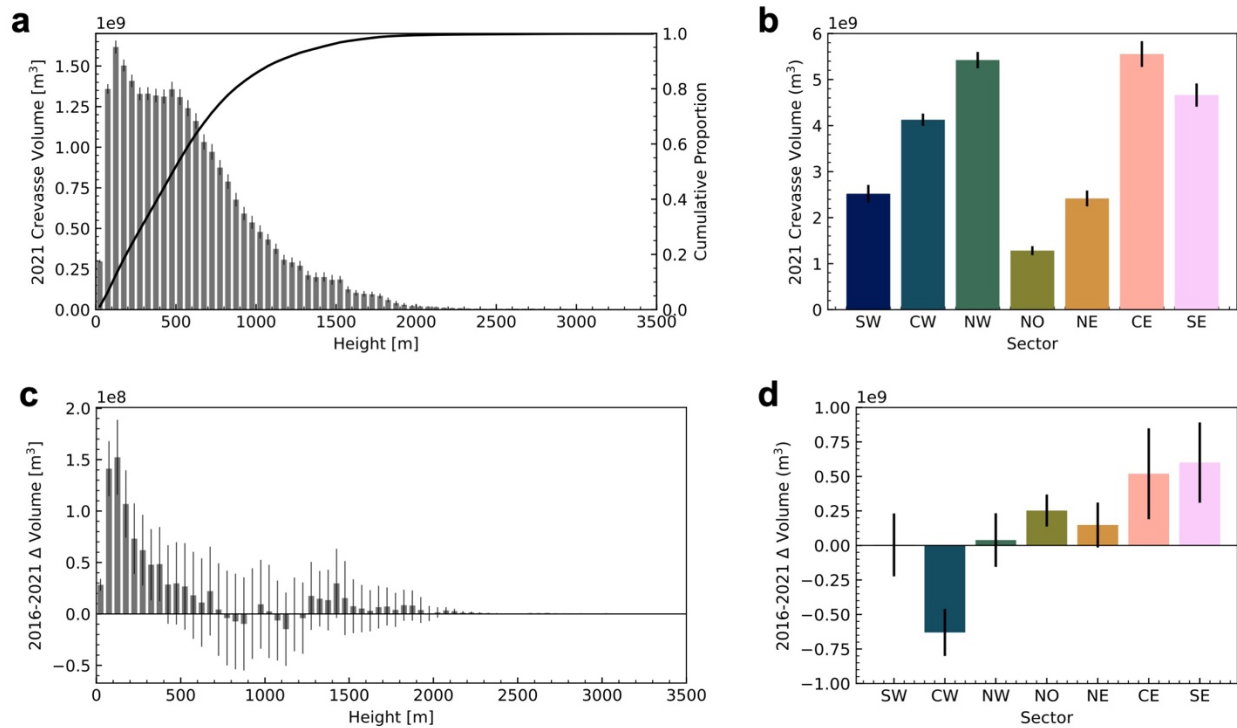 a
1e9
2021 Crevasse Volume [m³]
1.50
1.25
1.00
0.75
0.50
0.25
0.00
0 500 1000 1500 2000 2500 3000 3500
Height [m]
1.0
0.8
0.6
0.4
0.2
0.0
Cumulative Proportion
b
1e9
2021 Crevasse Volume (m³)
6
5
4
3
2
1
0
SW CW NW NO NE CE SE
Sector
c
1e8
2016-2021 Δ Volume [m³]
2.0
1.5
1.0
0.5
0.0
−0.5
0 500 1000 1500 2000 2500 3000 3500
Height [m]
d
1e9
2016-2021 Δ Volume (m³)
1.00
0.75
0.50
0.25
0.00
−0.25
−0.50
−0.75
−1.00
SW CW NW NO NE CE SE
Sector